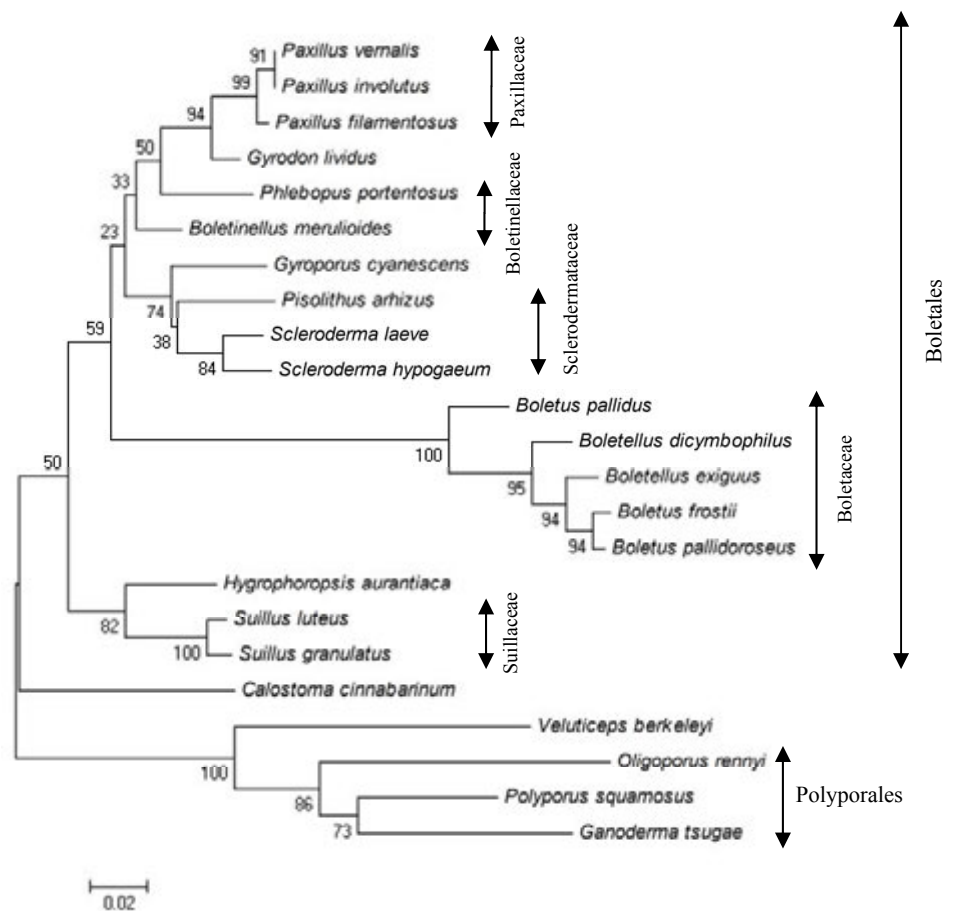 91
Paxillus vernalis
Paxillus involutus
99
Paxillus filamentosus
94
Gyrodon lividus
50
Phlebopus portentosus
33
Boletinellus merulioides
23
Gyroporus cyanescens
74
Pisolithus arhizus
38
Scleroderma laeve
84
Scleroderma hypogaeum
59
Boletus pallidus
100
Boletellus dicymbophilus
95
Boletellus exiguus
94
Boletus frostii
94
Boletus pallidoroseus
50
Hygrophoropsis aurantiaca
82
Suillus luteus
100
Suillus granulatus
Calostoma cinnabarinum
Veluticeps berkeleyi
100
Oligoporus rennyi
86
Polyporus squamosus
73
Ganoderma tsugae
Paxillaceae
Boletinellaceae
Sclerodermataceae
Boletaceae
Suillaceae
Boletales
Polyporales
0.02